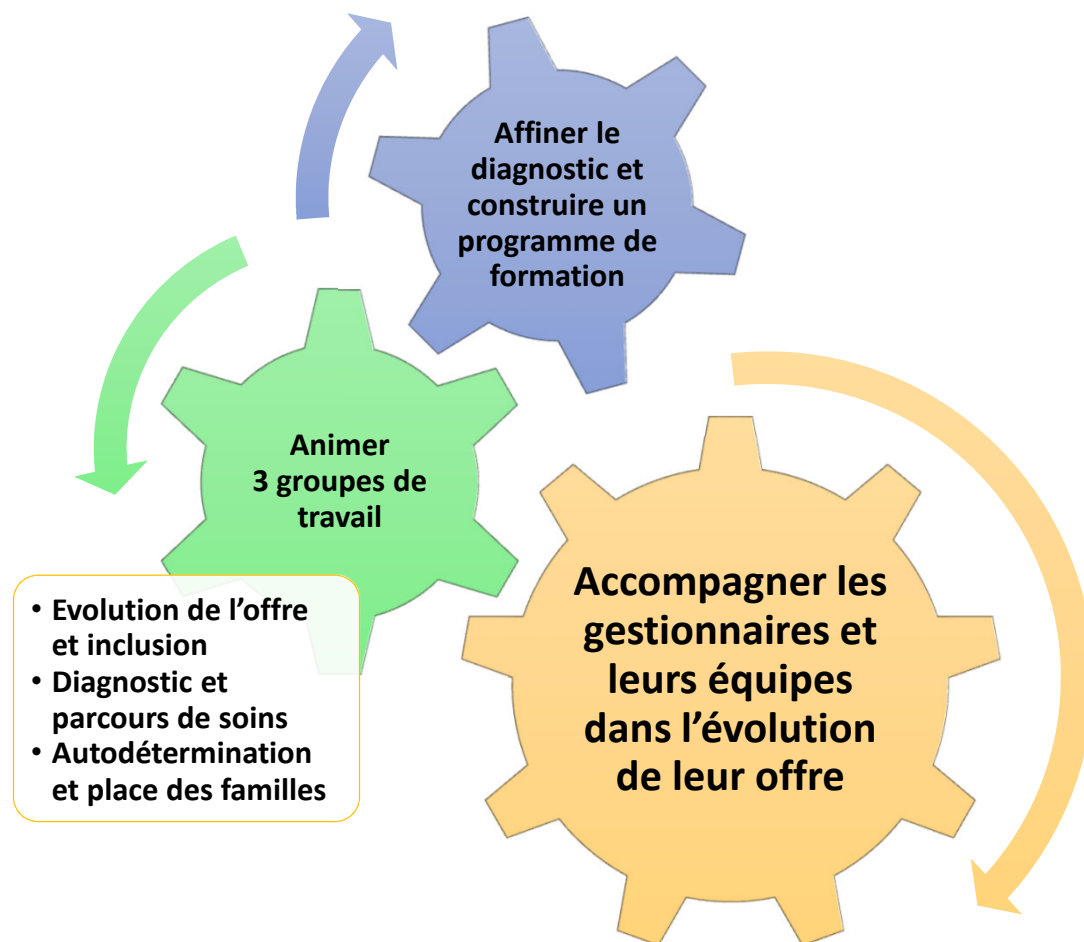 Affiner le
diagnostic et
construire un
programme de
formation
Animer
3 groupes de
travail
• Evolution de l’offre
et inclusion
• Diagnostic et
parcours de soins
• Autodétermination
et place des familles
Accompagner les
gestionnaires et
leurs équipes
dans l’évolution
de leur offre